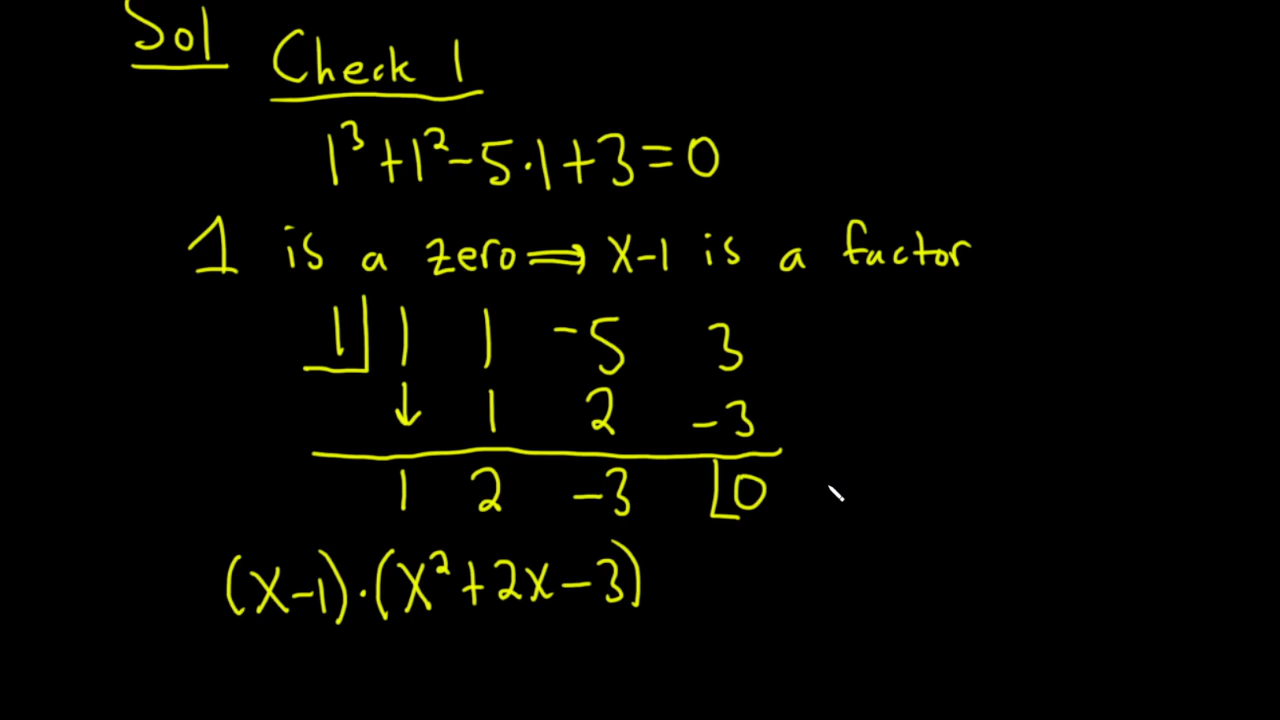 Sol Check 1
1³+1²-5·1+3=0
1 is a zero ⟹ x-1 is a factor
1 1 1 -5 3
↓ 1 2 -3
1 2 -3 0
(x-1)·(x²+2x-3)